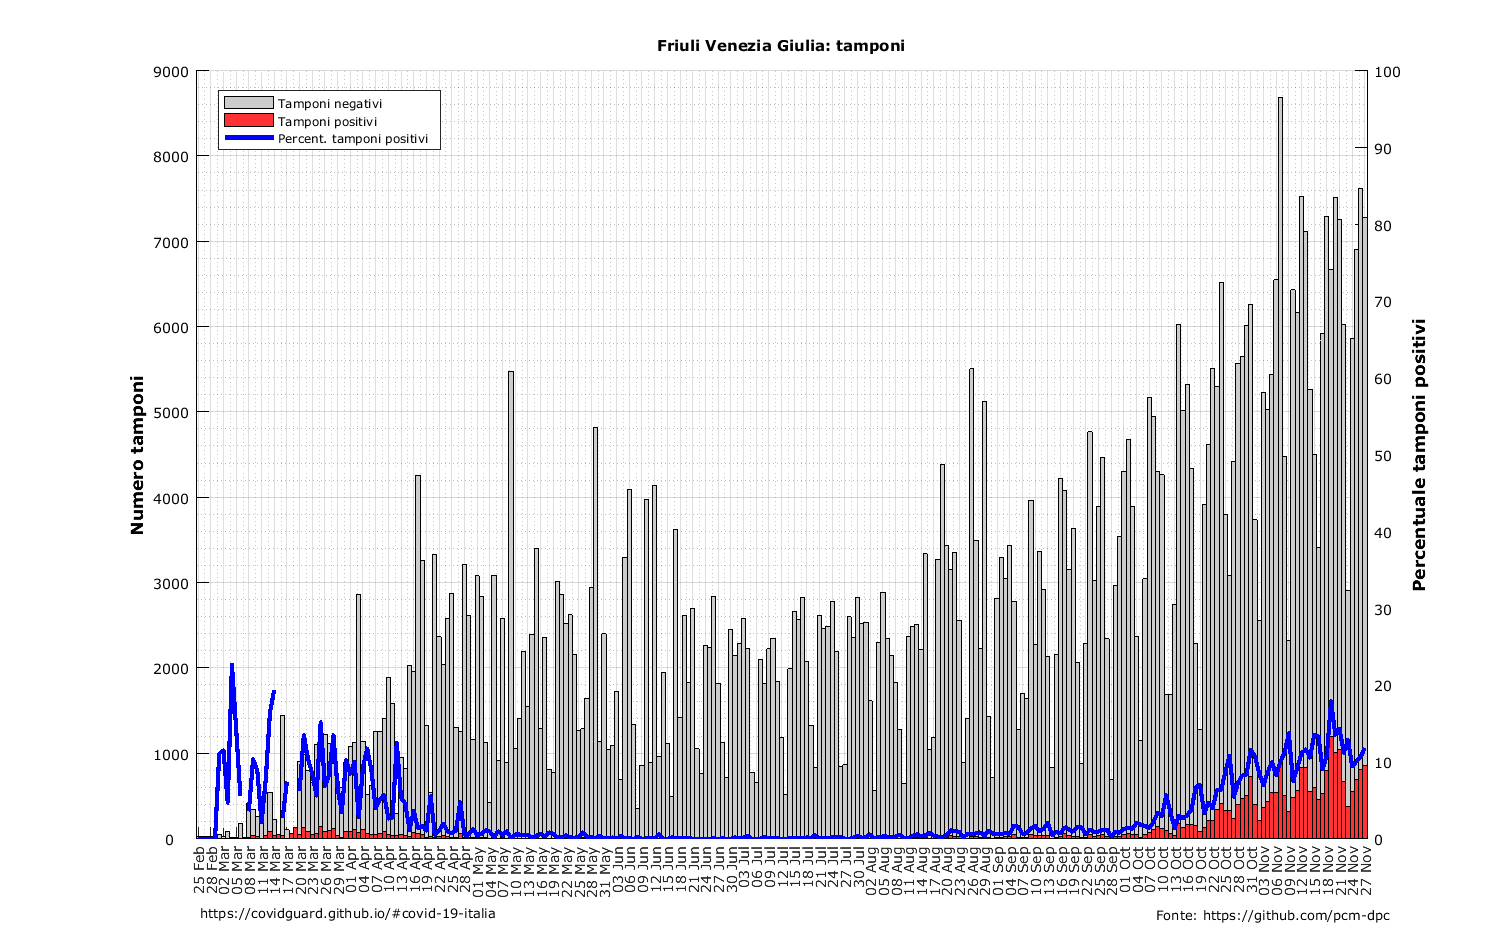 Friuli Venezia Giulia: tamponi
Tamponi negativi
Tamponi positivi
Percent. tamponi positivi
Numero tamponi
9000
8000
7000
6000
5000
4000
3000
2000
1000
0
100
90
80
70
60
50
40
30
20
10
0
Percentuale tamponi positivi
25 Feb
28 Feb
02 Mar
05 Mar
08 Mar
11 Mar
14 Mar
17 Mar
20 Mar
23 Mar
26 Mar
29 Mar
01 Apr
04 Apr
07 Apr
10 Apr
13 Apr
16 Apr
19 Apr
22 Apr
25 Apr
28 Apr
01 May
04 May
07 May
10 May
13 May
16 May
19 May
22 May
25 May
28 May
31 May
03 Jun
06 Jun
09 Jun
12 Jun
15 Jun
18 Jun
21 Jun
24 Jun
27 Jun
30 Jun
03 Jul
06 Jul
09 Jul
12 Jul
15 Jul
18 Jul
21 Jul
24 Jul
27 Jul
30 Jul
02 Aug
05 Aug
08 Aug
11 Aug
14 Aug
17 Aug
20 Aug
23 Aug
26 Aug
29 Aug
01 Sep
04 Sep
07 Sep
10 Sep
13 Sep
16 Sep
19 Sep
22 Sep
25 Sep
28 Sep
01 Oct
04 Oct
07 Oct
10 Oct
13 Oct
16 Oct
19 Oct
22 Oct
25 Oct
28 Oct
31 Oct
03 Nov
06 Nov
09 Nov
12 Nov
15 Nov
18 Nov
21 Nov
24 Nov
27 Nov
https://covidguard.github.io/#covid-19-italia
Fonte: https://github.com/pcm-dpc